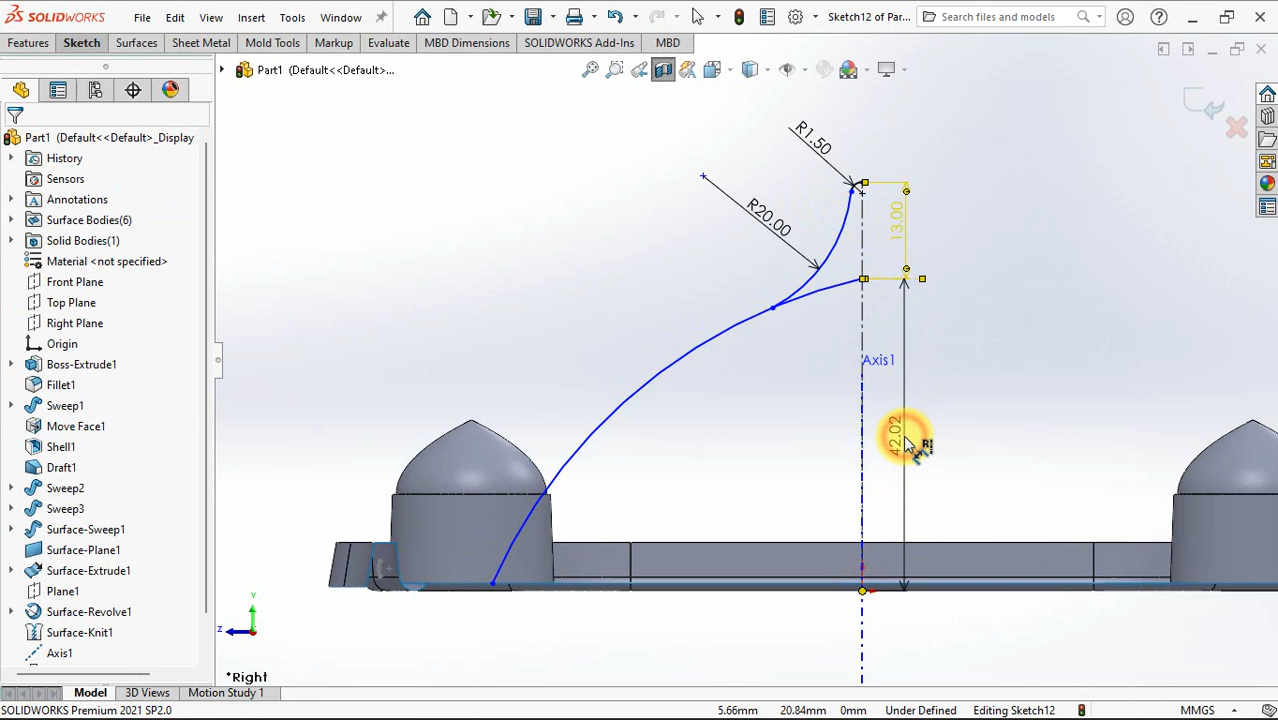 SOLIDWORKS File Edit View Insert Tools Window Sketch12 of Par... Search files and models
Features Sketch Surfaces Sheet Metal Mold Tools Markup Evaluate MBD Dimensions SOLIDWORKS Add-Ins MBD
Part1 (Default<<Default>...
Part1 (Default<<Default>_Display
History
Sensors
Annotations
Surface Bodies(6)
Solid Bodies(1)
Material <not specified>
Front Plane
Top Plane
Right Plane
Origin
Boss-Extrude1
Fillet1
Sweep1
Move Face1
Shell1
Draft1
Sweep2
Sweep3
Surface-Sweep1
Surface-Plane1
Surface-Extrude1
Plane1
Surface-Revolve1
Surface-Knit1
Axis1
R1.50
R20.00
13.00
Axis1
42.02
Y
Z
*Right
Model 3D Views Motion Study 1
SOLIDWORKS Premium 2021 SP2.0 5.66mm 20.84mm 0mm Under Defined Editing Sketch12 MMGS